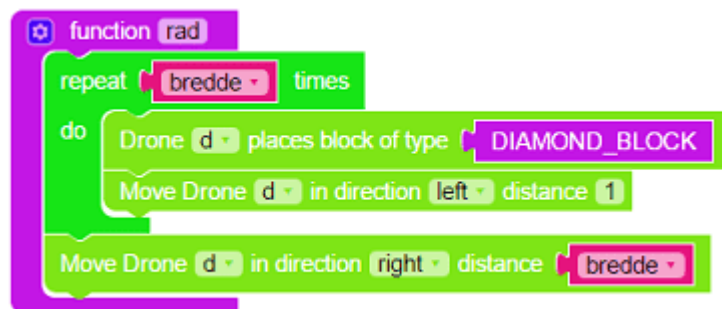 function rad
repeat bredde times
do Drone d places block of type DIAMOND_BLOCK
Move Drone d in direction left distance 1
Move Drone d in direction right distance bredde